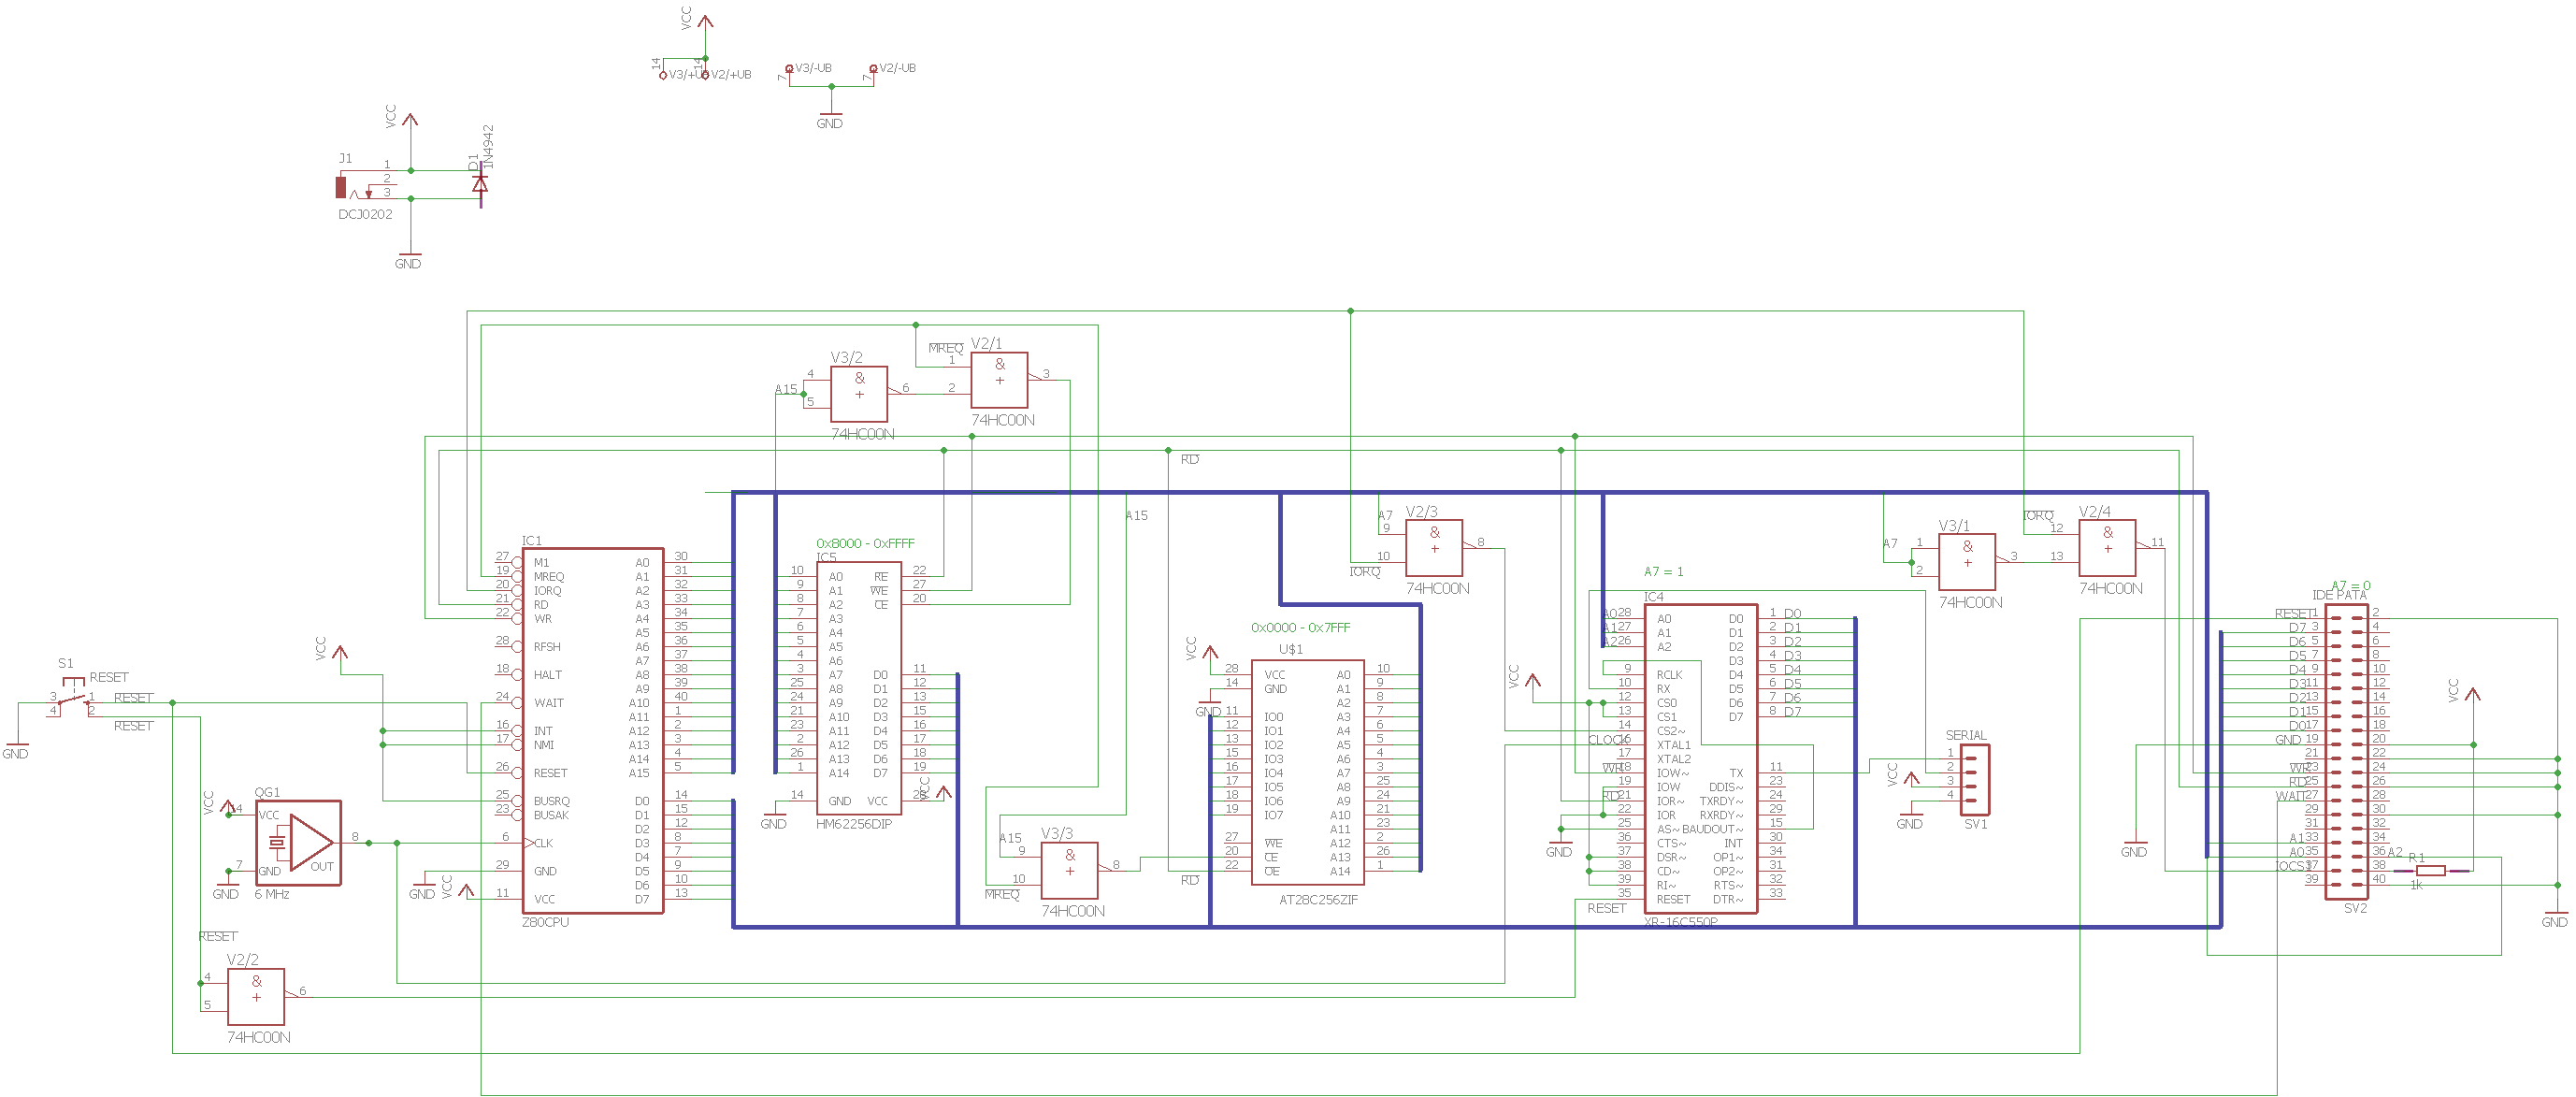 VCC
14
14
V3/+UB
V2/+UB
7
V3/-UB
7
V2/-UB
GND
VCC
J1
1
2
3
DCJ0202
D1
1N4942
GND
V3/2
4
5
&
+
6
74HC00N
A15
MREQ
V2/1
1
2
&
+
3
74HC00N
RD
A15
IC1
27 M1
19 MREQ
20 IORQ
21 RD
22 WR
28 RFSH
18 HALT
24 WAIT
16 INT
17 NMI
26 RESET
25 BUSRQ
23 BUSAK
6 CLK
29 GND
11 VCC
A0 30
A1 31
A2 32
A3 33
A4 34
A5 35
A6 36
A7 37
A8 38
A9 39
A10 40
A11 1
A12 2
A13 3
A14 4
A15 5
D0 14
D1 15
D2 12
D3 8
D4 7
D5 9
D6 10
D7 13
Z80CPU
VCC
GND
VCC
S1
RESET
3
4
1
2
RESET
RESET
GND
QG1
VCC
14
VCC
7
GND
GND
OUT
8
6 MHz
RESET
V2/2
4
5
&
+
6
74HC00N
0x8000 - 0xFFFF
IC5
10 A0
9 A1
8 A2
7 A3
6 A4
5 A5
4 A6
3 A7
25 A8
24 A9
21 A10
23 A11
2 A12
26 A13
1 A14
14 GND
RE 22
WE 27
CE 20
D0 11
D1 12
D2 13
D3 15
D4 16
D5 17
D6 18
D7 19
VCC 28
VCC
GND
HM62256DIP
A15
MREQ
V3/3
9
10
&
+
8
74HC00N
0x0000 - 0x7FFF
U$1
VCC
28 VCC
14 GND
GND
11 IO0
12 IO1
13 IO2
15 IO3
16 IO4
17 IO5
18 IO6
19 IO7
27 WE
20 CE
22 OE
RD
A0 10
A1 9
A2 8
A3 7
A4 6
A5 5
A6 4
A7 3
A8 25
A9 24
A10 21
A11 23
A12 2
A13 26
A14 1
AT28C256ZIF
A7
V2/3
9
10
IORQ
&
+
8
74HC00N
A7 = 1
IC4
A0 28 A0
A1 27 A1
A2 26 A2
9 RCLK
10 RX
12 CS0
13 CS1
14 CS2~
CLOCK 16 XTAL1
17 XTAL2
WR 18 IOW~
19 IOW
RD 21 IOR~
22 IOR
25 AS~
36 CTS~
37 DSR~
38 CD~
39 RI~
RESET 35 RESET
D0 1 D0
D1 2 D1
D2 3 D2
D3 4 D3
D4 5 D4
D5 6 D5
D6 7 D6
D7 8 D7
TX 11
DDIS~ 23
TXRDY~ 24
RXRDY~ 29
BAUDOUT~ 15
INT 30
OP1~ 34
OP2~ 31
RTS~ 32
DTR~ 33
XR-16C550P
VCC
GND
SERIAL
1
2
3
4
VCC
GND
SV1
A7
V3/1
1
2
&
+
3
74HC00N
IORQ
V2/4
12
13
&
+
11
74HC00N
A7 = 0
IDE PATA
RESET 1 2
D7 3 4
D6 5 6
D5 7 8
D4 9 10
D3 11 12
D2 13 14
D1 15 16
D0 17 18
GND 19 20
21 22
WR 23 24
RD 25 26
WAIT 27 28
29 30
31 32
A1 33 34
A0 35 36 A2
IOCS1 37 38
39 40
SV2
R1
1k
VCC
GND
GND